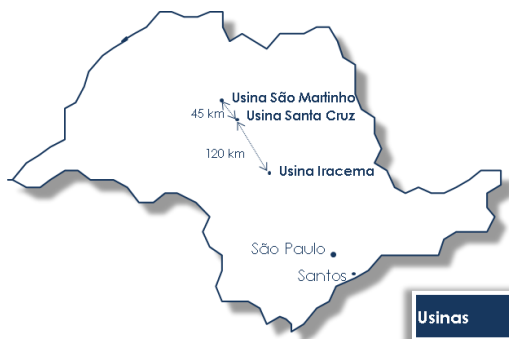 Usina São Martinho
45 km
Usina Santa Cruz
120 km
Usina Iracema
São Paulo
Santos
Usinas